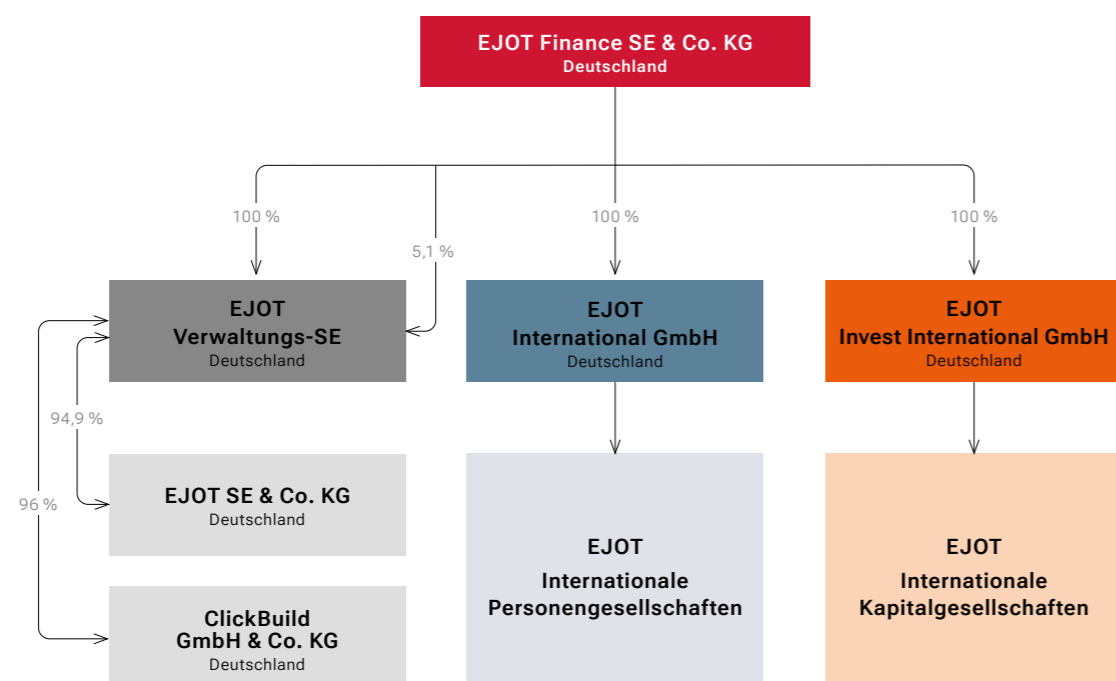 EJOT Finance SE & Co. KG
Deutschland
100 %
5,1 %
100 %
100 %
EJOT
Verwaltungs-SE
Deutschland
EJOT
International GmbH
Deutschland
EJOT
Invest International GmbH
Deutschland
94,9 %
96 %
EJOT SE & Co. KG
Deutschland
ClickBuild
GmbH & Co. KG
Deutschland
EJOT
Internationale
Personengesellschaften
EJOT
Internationale
Kapitalgesellschaften